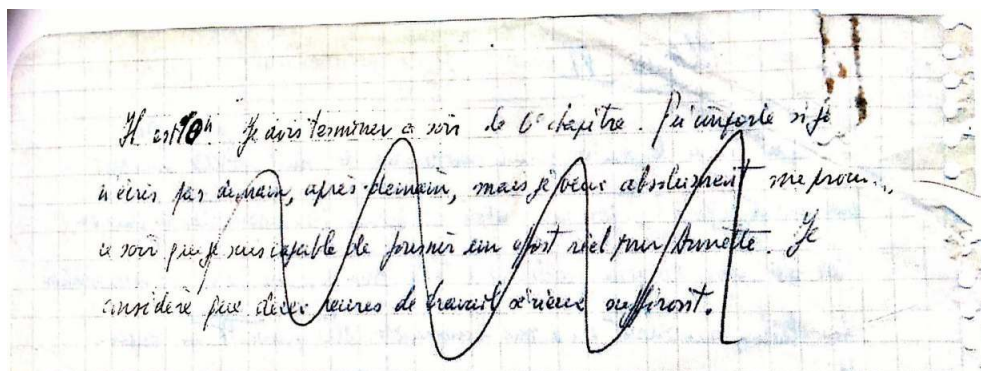 Il est 10h. Je dois terminer ce soir le 6e chapitre. Qu'importe si je
n'écris pas demain, après-demain, mais je veux absolument me prouv
ce soir que je suis capable de fournir un effort réel pour Annette. Je
considère que deux heures de travail sérieux suffiront.